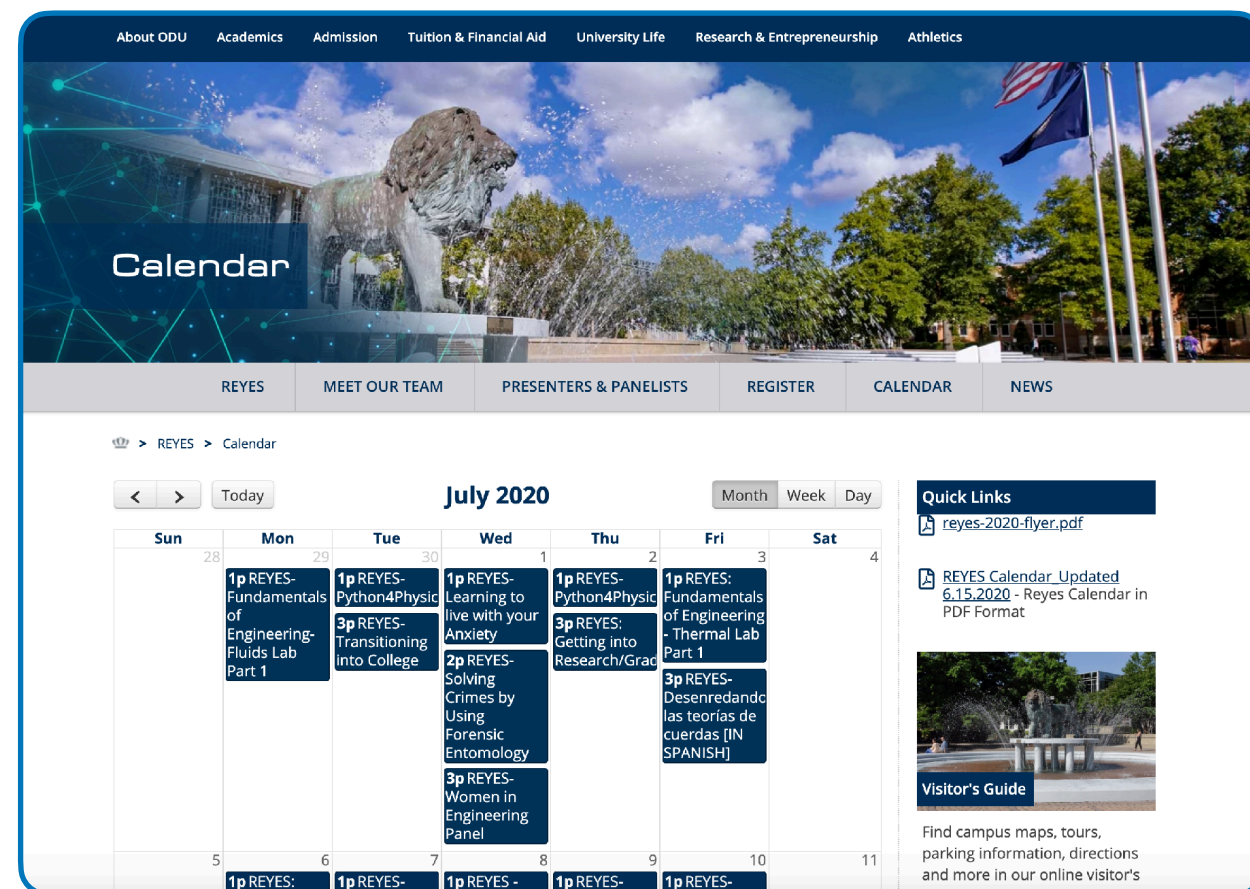 About ODU Academics Admission Tuition & Financial Aid University Life Research & Entrepreneurship Athletics
Calendar
REYES MEET OUR TEAM PRESENTERS & PANELISTS REGISTER CALENDAR NEWS
> REYES > Calendar
< > Today
July 2020
Month Week Day
Sun Mon Tue Wed Thu Fri Sat
28
29
1p REYES-
Fundamentals
of
Engineering-
Fluids Lab
Part 1
30
1p REYES-
Python4Physic
3p REYES-
Transitioning
into College
1
1p REYES-
Learning to
live with your
Anxiety
2p REYES-
Solving
Crimes by
Using
Forensic
Entomology
3p REYES-
Women in
Engineering
Panel
2
1p REYES-
Python4Physic
3p REYES:
Getting into
Research/Grad
3
1p REYES:
Fundamentals
of Engineering
- Thermal Lab
Part 1
3p REYES-
Desenredando
las teorías de
cuerdas [IN
SPANISH]
4
5
6
1p REYES:
7
1p REYES-
8
1p REYES -
9
1p REYES-
10
1p REYES-
11
Quick Links
reyes-2020-flyer.pdf
REYES Calendar_Updated
6.15.2020 - Reyes Calendar in
PDF Format
Visitor's Guide
Find campus maps, tours,
parking information, directions
and more in our online visitor's